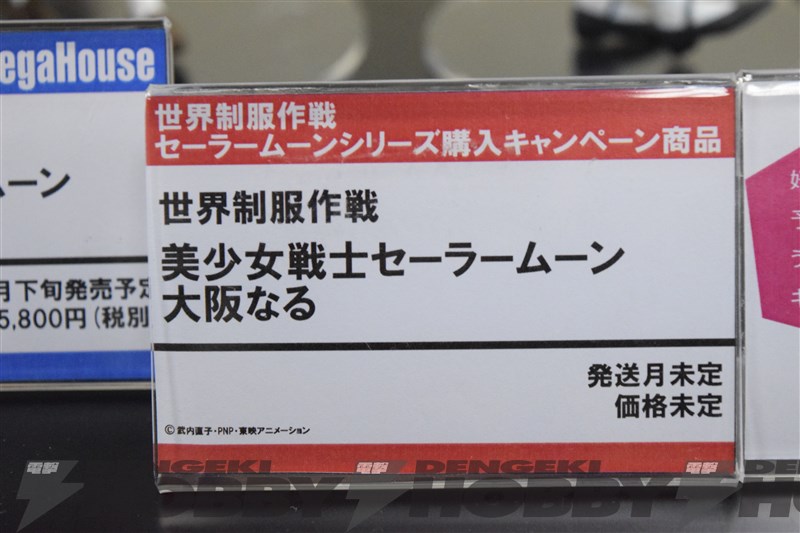 egaHouse
ムーン
月下旬発売予定
5,800円(税別
世界制服作戦
セーラームーンシリーズ購入キャンペーン商品
世界制服作戦
美少女戦士セーラームーン
大阪なる
発送月未定
価格未定
©武内直子・PNP・東映アニメーション
電撃 DENGEKI HOBBY
電撃 DENGEKI HOBBY
電撃